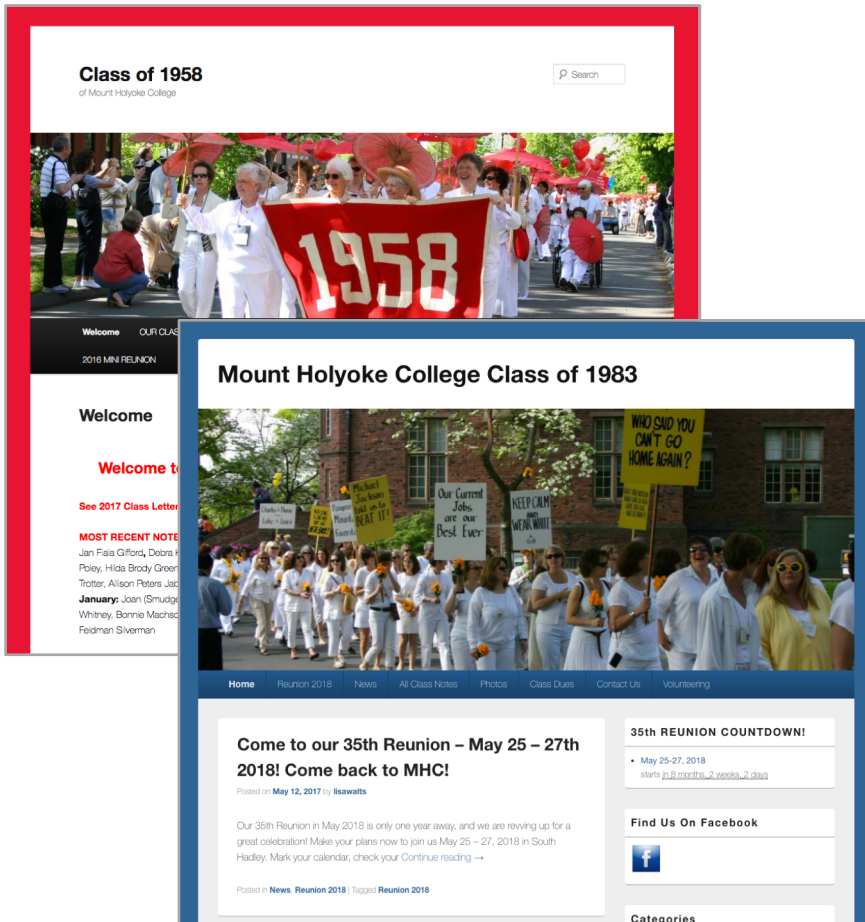 Class of 1958
of Mount Holyoke College
Search
1958
Welcome OUR CLAS
2016 MINI REUNION
Welcome
Welcome t
See 2017 Class Letter
MOST RECENT NOTE
Jan Fiala Gifford, Debra
Poley, Hilda Brody Green
Trotter, Alison Peters Jab
January: Joan (Smudge
Whitney, Bonnie Machso
Feldman Silverman
Mount Holyoke College Class of 1983
WHO SAID YOU
CAN'T GO
HOME AGAIN?
Michael
Jackson
told us to
BEAT IT!
Our Current
Jobs
are our
Best Ever
KEEP CALM
AND
WEAR WHITE
Home Reunion 2018 News All Class Notes Photos Class Dues Contact Us Volunteering
Come to our 35th Reunion – May 25 – 27th
2018! Come back to MHC!
Posted on May 12, 2017 by lisawalts
Our 35th Reunion in May 2018 is only one year away, and we are revving up for a
great celebration! Make your plans now to join us May 25 – 27, 2018 in South
Hadley. Mark your calendar, check your Continue reading →
Posted in News, Reunion 2018 | Tagged Reunion 2018
35th REUNION COUNTDOWN!
May 25-27, 2018
starts in 8 months, 2 weeks, 2 days
Find Us On Facebook
f
Categories